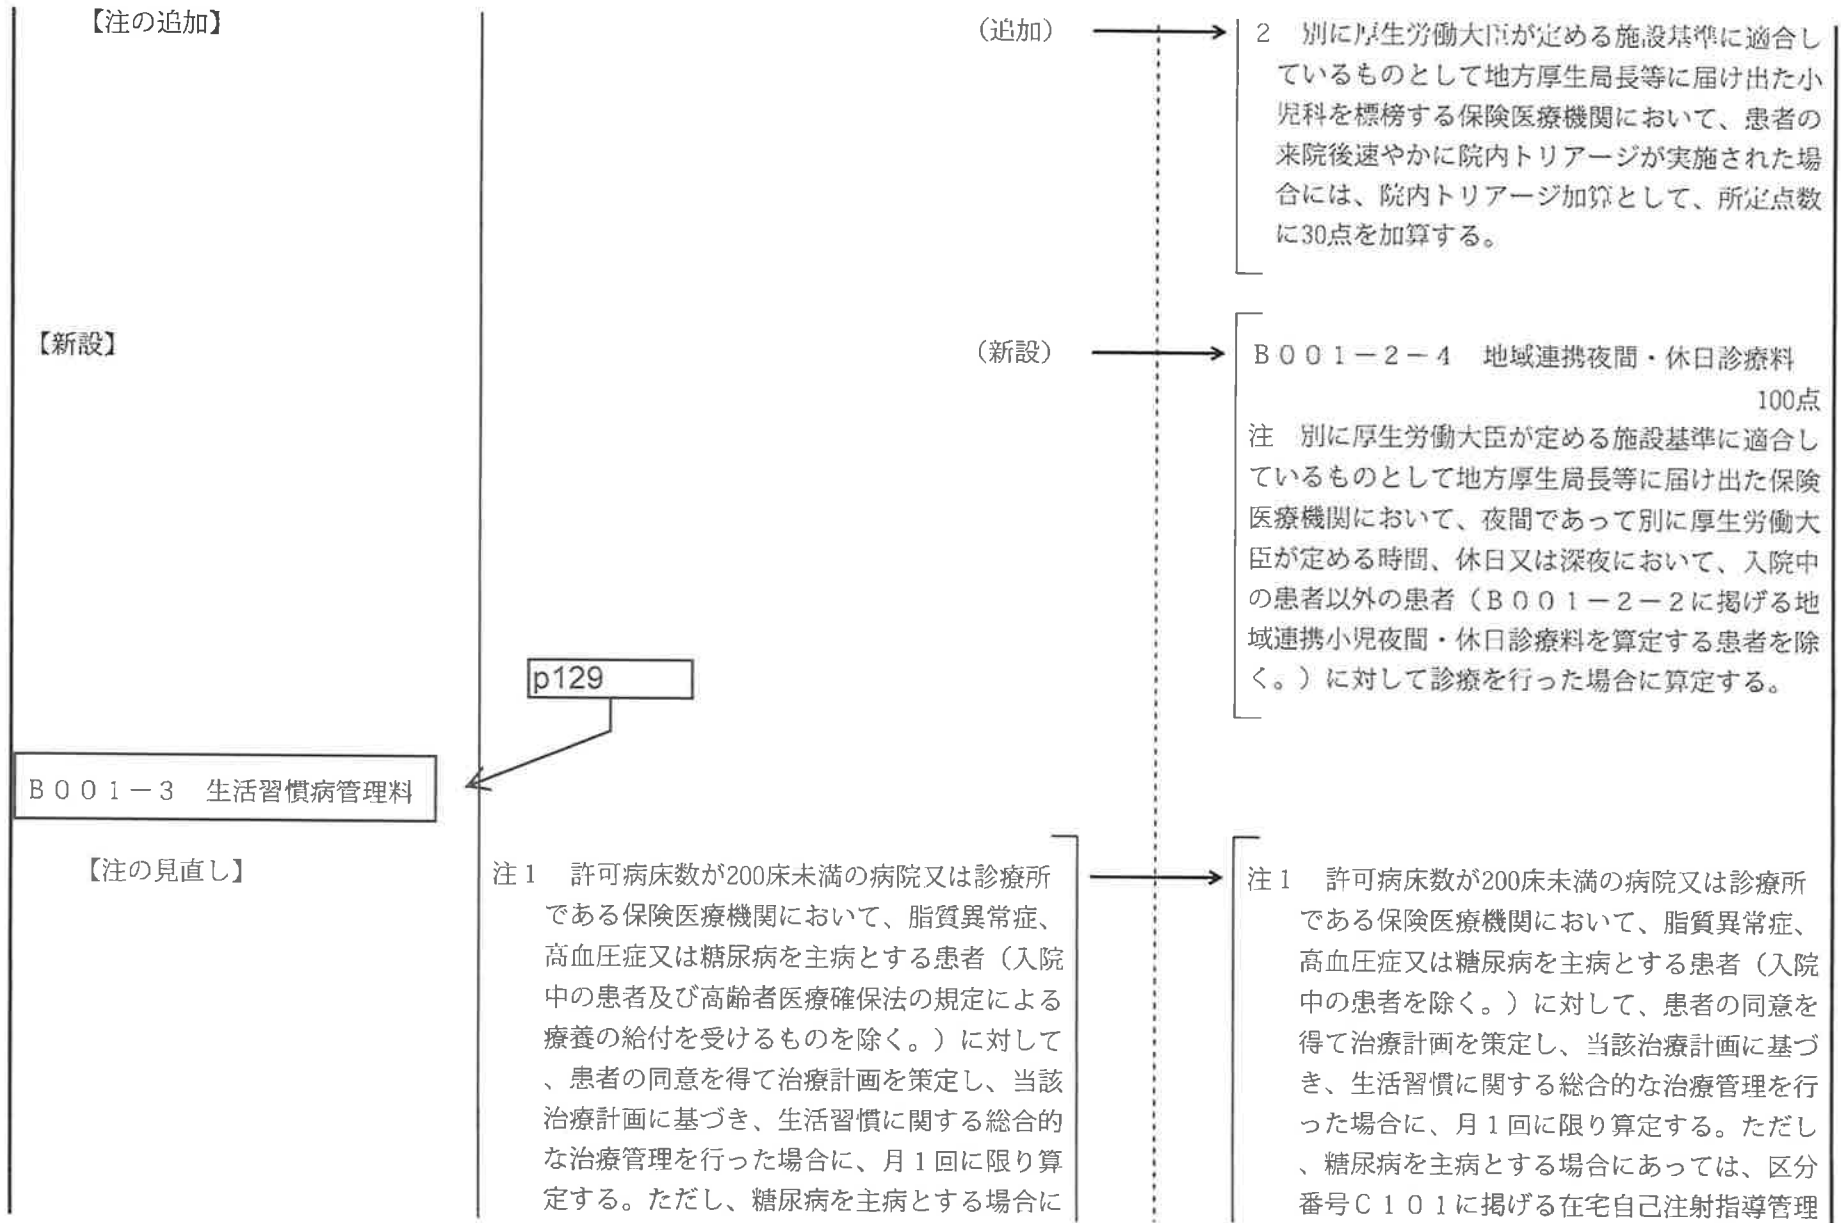 【注の追加】
（追加）
２　別に厚生労働大臣が定める施設基準に適合し
ているものとして地方厚生局長等に届け出た小
児科を標榜する保険医療機関において、患者の
来院後速やかに院内トリアージが実施された場
合には、院内トリアージ加算として、所定点数
に30点を加算する。
【新設】
（新設）
Ｂ００１－２－４　地域連携夜間・休日診療料
100点
注　別に厚生労働大臣が定める施設基準に適合し
ているものとして地方厚生局長等に届け出た保険
医療機関において、夜間であって別に厚生労働大
臣が定める時間、休日又は深夜において、入院中
の患者以外の患者（Ｂ００１－２－２に掲げる地
域連携小児夜間・休日診療料を算定する患者を除
く。）に対して診療を行った場合に算定する。
p129
Ｂ００１－３　生活習慣病管理料
【注の見直し】
注１　許可病床数が200床未満の病院又は診療所
である保険医療機関において、脂質異常症、
高血圧症又は糖尿病を主病とする患者（入院
中の患者及び高齢者医療確保法の規定による
療養の給付を受けるものを除く。）に対して
、患者の同意を得て治療計画を策定し、当該
治療計画に基づき、生活習慣に関する総合的
な治療管理を行った場合に、月１回に限り算
定する。ただし、糖尿病を主病とする場合に
注１　許可病床数が200床未満の病院又は診療所
である保険医療機関において、脂質異常症、
高血圧症又は糖尿病を主病とする患者（入院
中の患者を除く。）に対して、患者の同意を
得て治療計画を策定し、当該治療計画に基づ
き、生活習慣に関する総合的な治療管理を行
った場合に、月１回に限り算定する。ただし
、糖尿病を主病とする場合にあっては、区分
番号Ｃ１０１に掲げる在宅自己注射指導管理